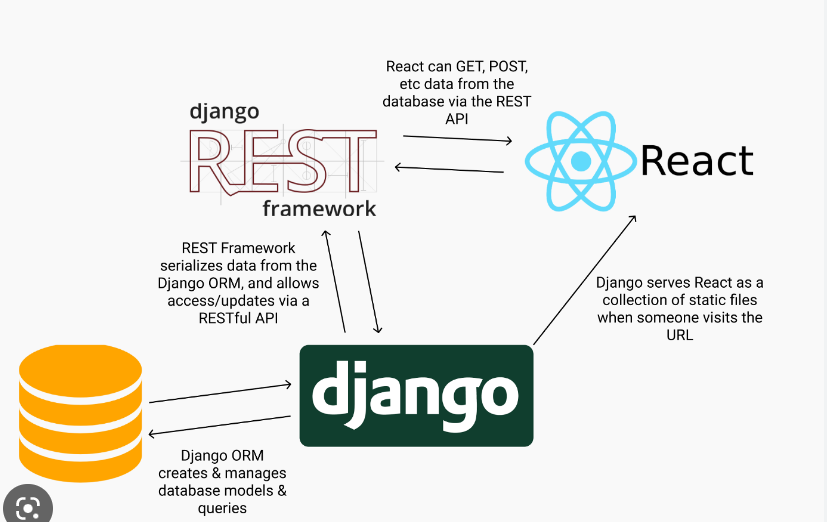 React can GET, POST,
etc data from the
database via the REST
API
django
REST
framework
React
REST Framework
serializes data from the
Django ORM, and allows
access/updates via a
RESTful API
Django serves React as a
collection of static files
when someone visits the
URL
django
Django ORM
creates & manages
database models &
queries